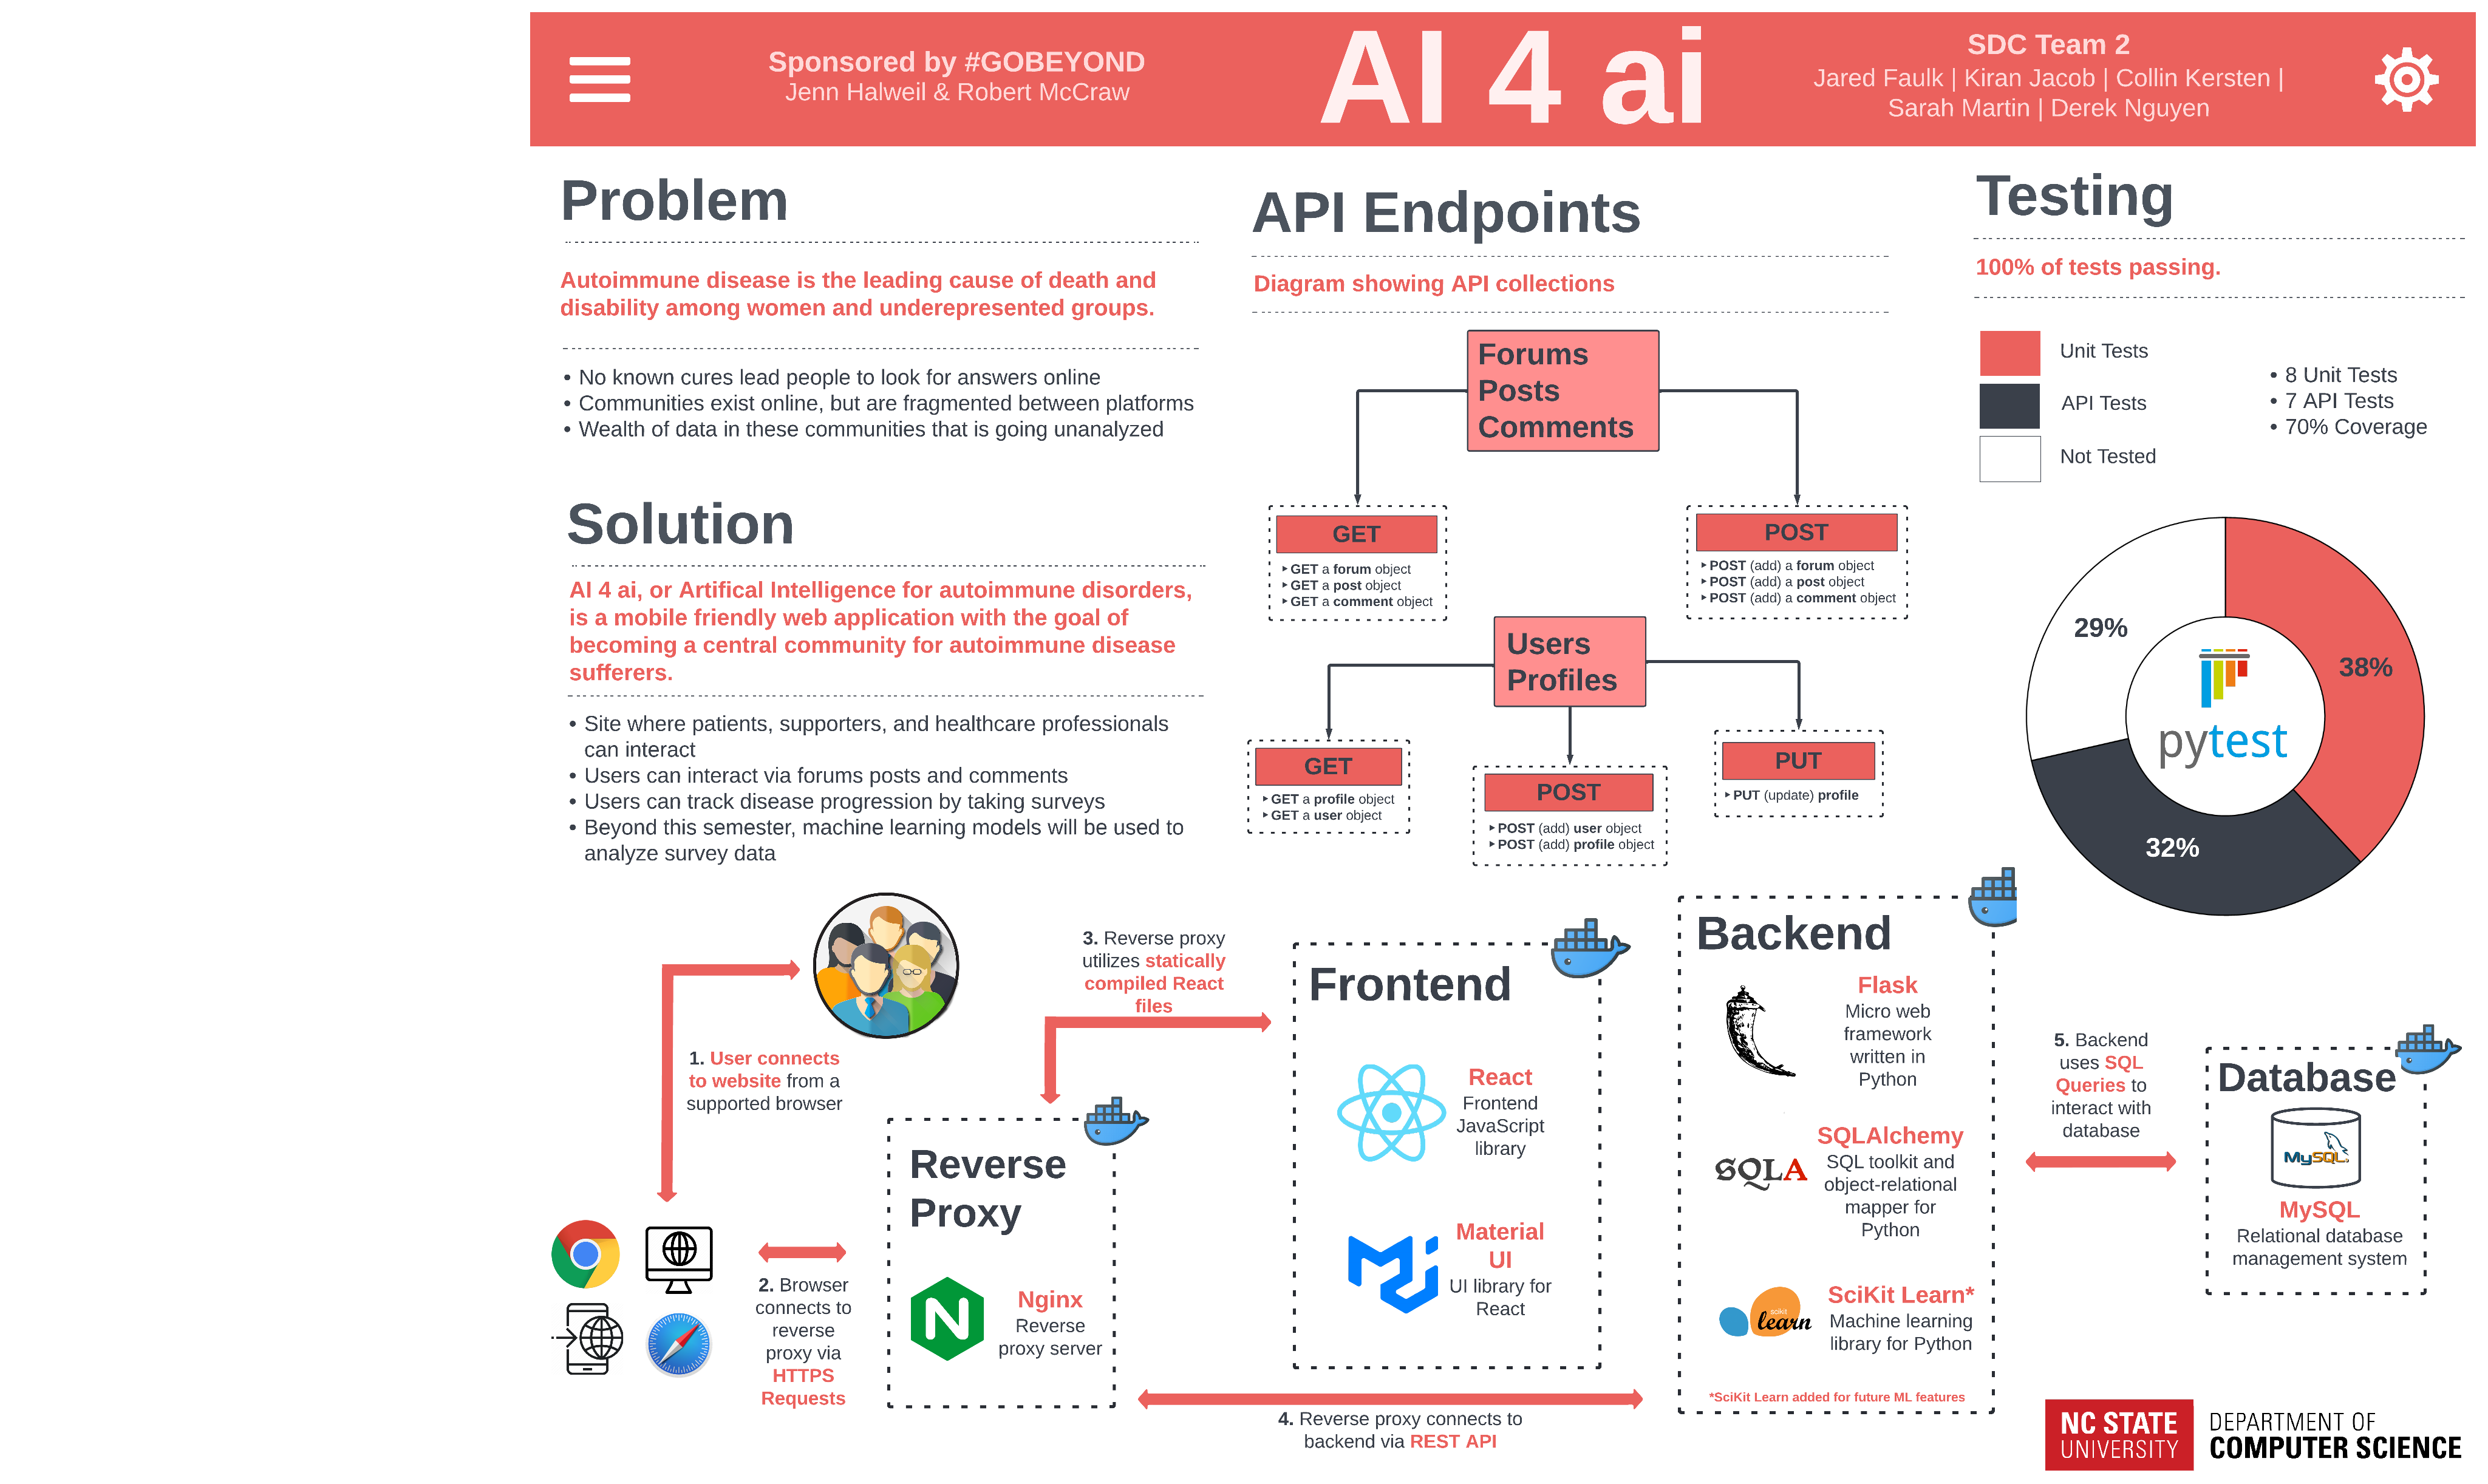 Sponsored by #GOBEYOND
Jenn Halweil & Robert McCraw
AI 4 ai
SDC Team 2
Jared Faulk | Kiran Jacob | Collin Kersten |
Sarah Martin | Derek Nguyen
Problem
Autoimmune disease is the leading cause of death and
disability among women and underepresented groups.
• No known cures lead people to look for answers online
• Communities exist online, but are fragmented between platforms
• Wealth of data in these communities that is going unanalyzed
Solution
AI 4 ai, or Artifical Intelligence for autoimmune disorders,
is a mobile friendly web application with the goal of
becoming a central community for autoimmune disease
sufferers.
• Site where patients, supporters, and healthcare professionals
can interact
• Users can interact via forums posts and comments
• Users can track disease progression by taking surveys
• Beyond this semester, machine learning models will be used to
analyze survey data
API Endpoints
Diagram showing API collections
Forums
Posts
Comments
GET
GET a forum object
GET a post object
GET a comment object
POST
POST (add) a forum object
POST (add) a post object
POST (add) a comment object
Users
Profiles
GET
GET a profile object
GET a user object
POST
POST (add) user object
POST (add) profile object
PUT
PUT (update) profile
Testing
100% of tests passing.
Unit Tests
API Tests
Not Tested
• 8 Unit Tests
• 7 API Tests
• 70% Coverage
29%
38%
32%
pytest
1. User connects
to website from a
supported browser
2. Browser
connects to
reverse
proxy via
HTTPS
Requests
3. Reverse proxy
utilizes statically
compiled React
files
Reverse
Proxy
Nginx
Reverse
proxy server
Frontend
React
Frontend
JavaScript
library
Material
UI
UI library for
React
4. Reverse proxy connects to
backend via REST API
Backend
Flask
Micro web
framework
written in
Python
SQLA
SQLAlchemy
SQL toolkit and
object-relational
mapper for
Python
scikit
learn
SciKit Learn*
Machine learning
library for Python
*SciKit Learn added for future ML features
5. Backend
uses SQL
Queries to
interact with
database
Database
MySQL
MySQL
Relational database
management system
NC STATE
UNIVERSITY
DEPARTMENT OF
COMPUTER SCIENCE